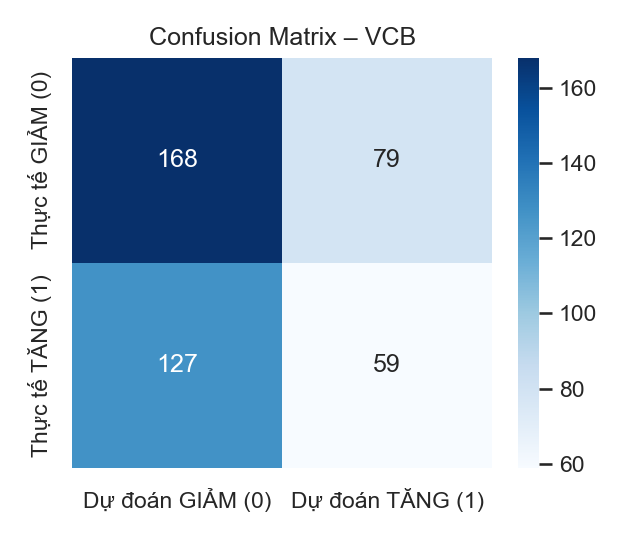 Confusion Matrix – VCB
Thực tế GIẢM (0)
168
79
Thực tế TĂNG (1)
127
59
Dự đoán GIẢM (0)
Dự đoán TĂNG (1)
160
140
120
100
80
60